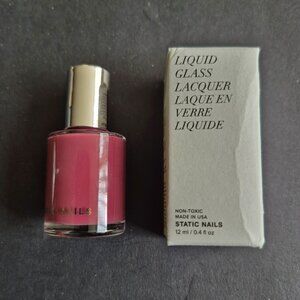 LIQUID
GLASS
LACQUER
LAQUE EN
VERRE
LIQUIDE
NON-TOXIC
MADE IN USA
STATIC NAILS
12 ml / 0.4 fl oz